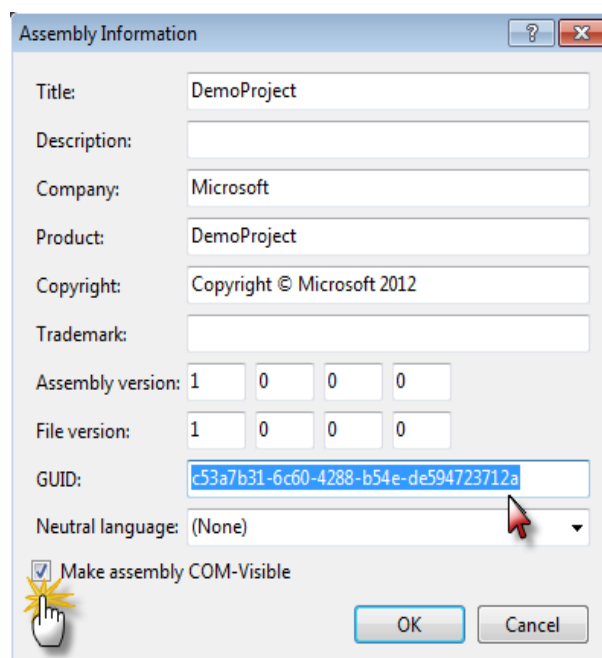 Assembly Information
Title: DemoProject
Description:
Company: Microsoft
Product: DemoProject
Copyright: Copyright © Microsoft 2012
Trademark:
Assembly version: 1 0 0 0
File version: 1 0 0 0
GUID: c53a7b31-6c60-4288-b54e-de594723712a
Neutral language: (None)
Make assembly COM-Visible
OK Cancel